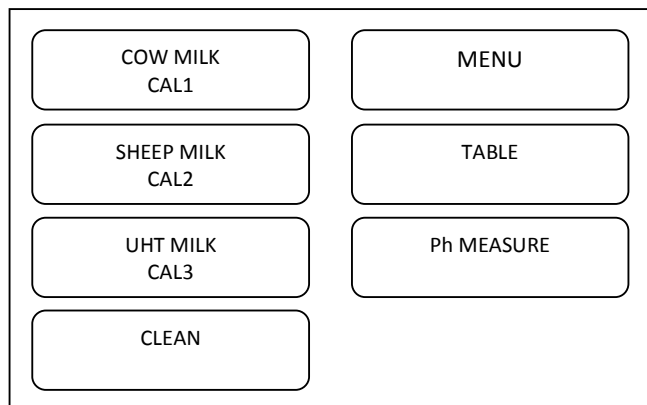 COW MILK
CAL1
MENU
SHEEP MILK
CAL2
TABLE
UHT MILK
CAL3
Ph MEASURE
CLEAN